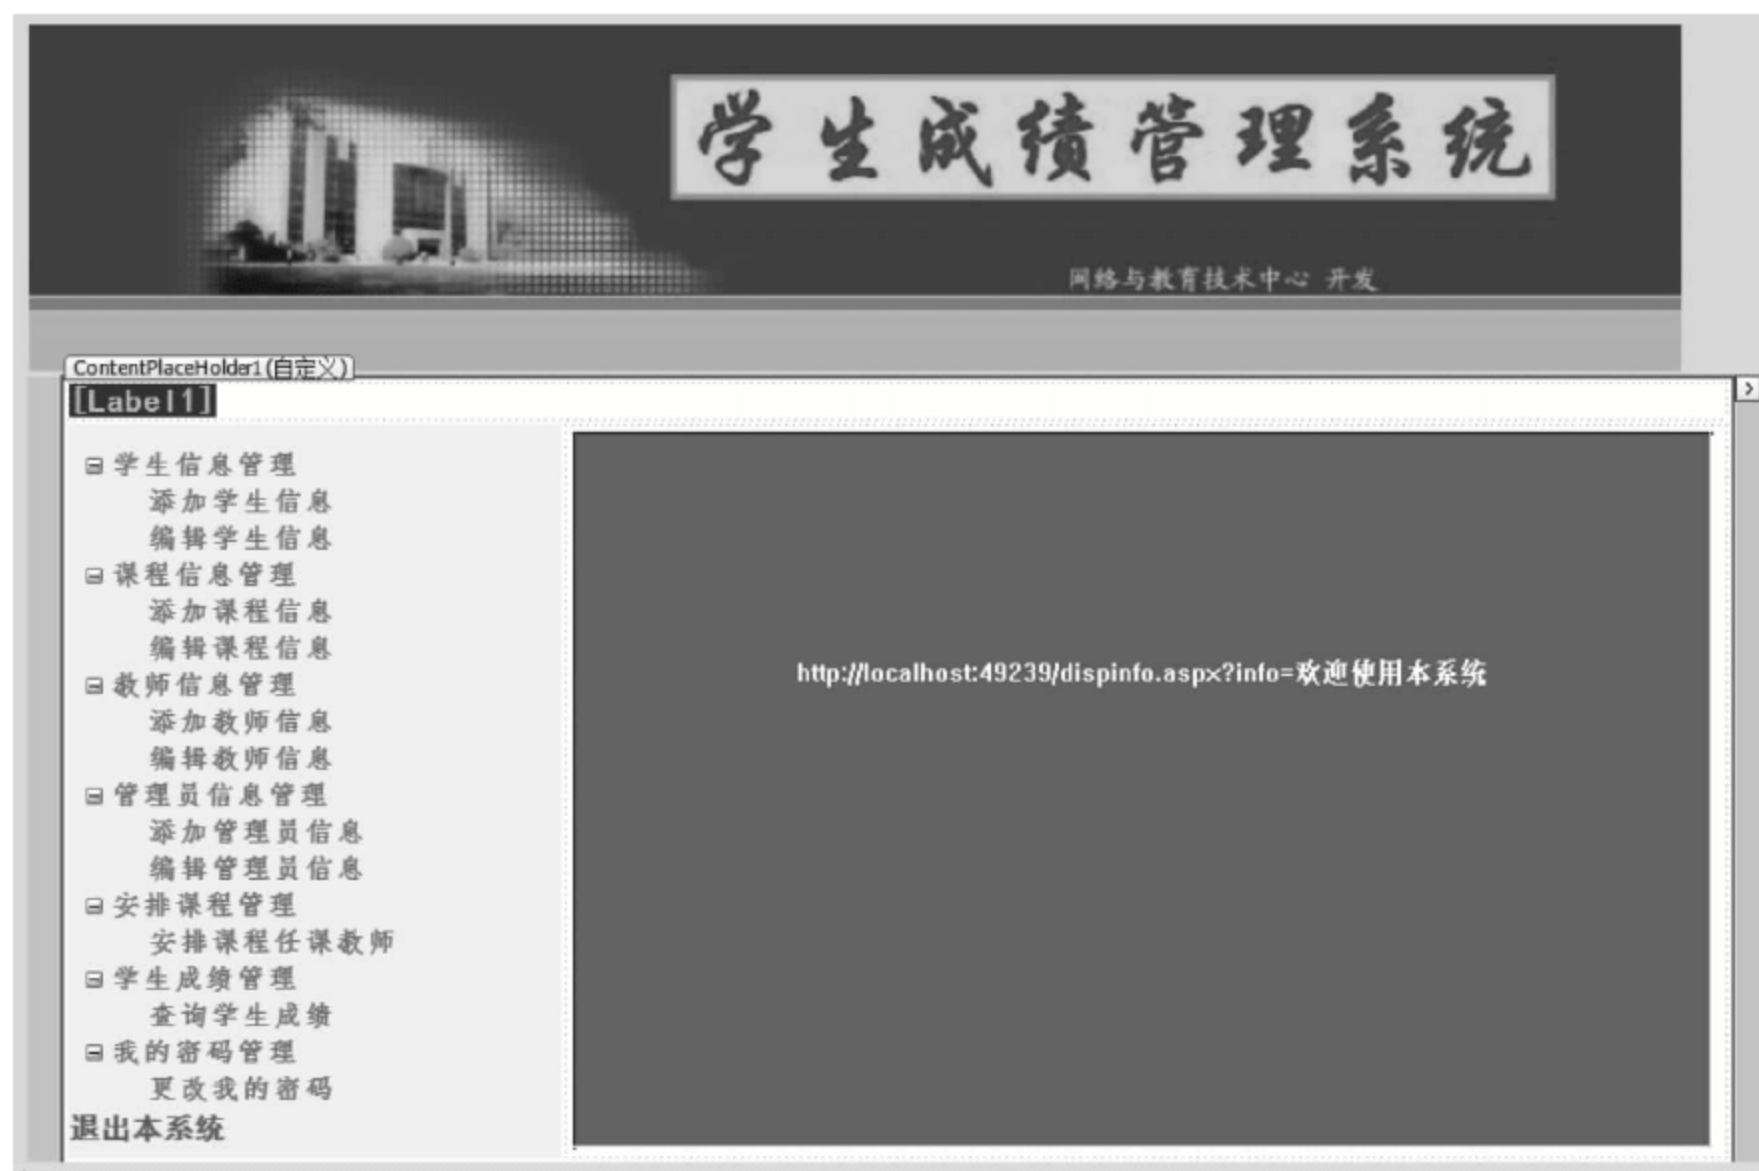 学生成绩管理系统
网络与教育技术中心 开发
ContentPlaceHolder1(自定义)
[Label1]
学生信息管理
添加学生信息
编辑学生信息
课程信息管理
添加课程信息
编辑课程信息
教师信息管理
添加教师信息
编辑教师信息
管理员信息管理
添加管理员信息
编辑管理员信息
安排课程管理
安排课程任课教师
学生成绩管理
查询学生成绩
我的密码管理
更改我的密码
退出本系统
http://localhost:49239/dispinfo.aspx?info=欢迎使用本系统